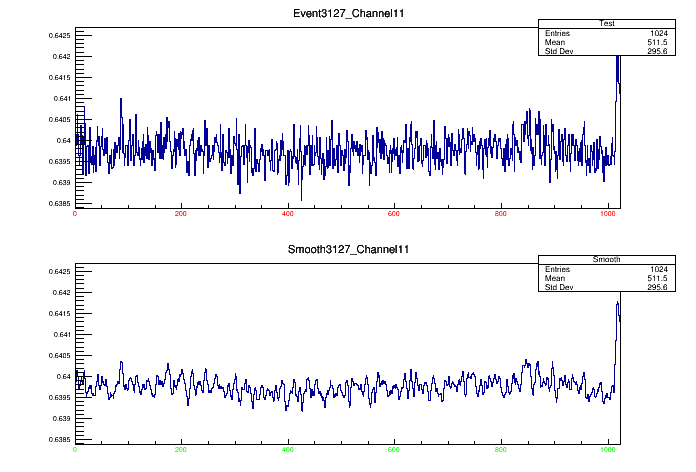 Event3127_Channel11
Test
Entries 1024
Mean 511.5
Std Dev 295.6
0.6425
0.642
0.6415
0.641
0.6405
0.64
0.6395
0.639
0.6385
0 200 400 600 800 1000
Smooth3127_Channel11
Smooth
Entries 1024
Mean 511.5
Std Dev 295.6
0.6425
0.642
0.6415
0.641
0.6405
0.64
0.6395
0.639
0.6385
0 200 400 600 800 1000